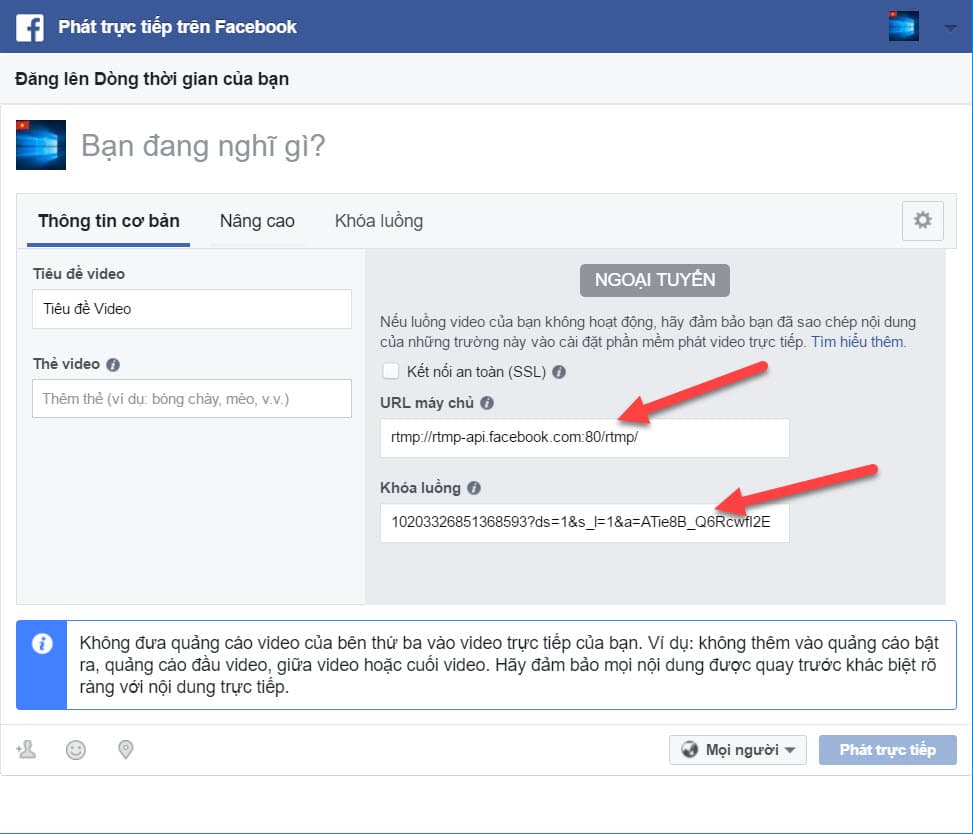 Phát trực tiếp trên Facebook
Đăng lên Dòng thời gian của bạn
Bạn đang nghĩ gì?
Thông tin cơ bản
Nâng cao
Khóa luồng
Tiêu đề video
Tiêu đề Video
Thẻ video
Thêm thẻ (ví dụ: bóng chày, mèo, v.v.)
NGOẠI TUYẾN
Nếu luồng video của bạn không hoạt động, hãy đảm bảo bạn đã sao chép nội dung
của những trường này vào cài đặt phần mềm phát video trực tiếp. Tìm hiểu thêm.
Kết nối an toàn (SSL)
URL máy chủ
rtmp://rtmp-api.facebook.com:80/rtmp/
Khóa luồng
10203326851368593?ds=1&s_l=1&a=ATie8B_Q6Rcwfl2E
Không đưa quảng cáo video của bên thứ ba vào video trực tiếp của bạn. Ví dụ: không thêm vào quảng cáo bật
ra, quảng cáo đầu video, giữa video hoặc cuối video. Hãy đảm bảo mọi nội dung được quay trước khác biệt rõ
ràng với nội dung trực tiếp.
Mọi người
Phát trực tiếp